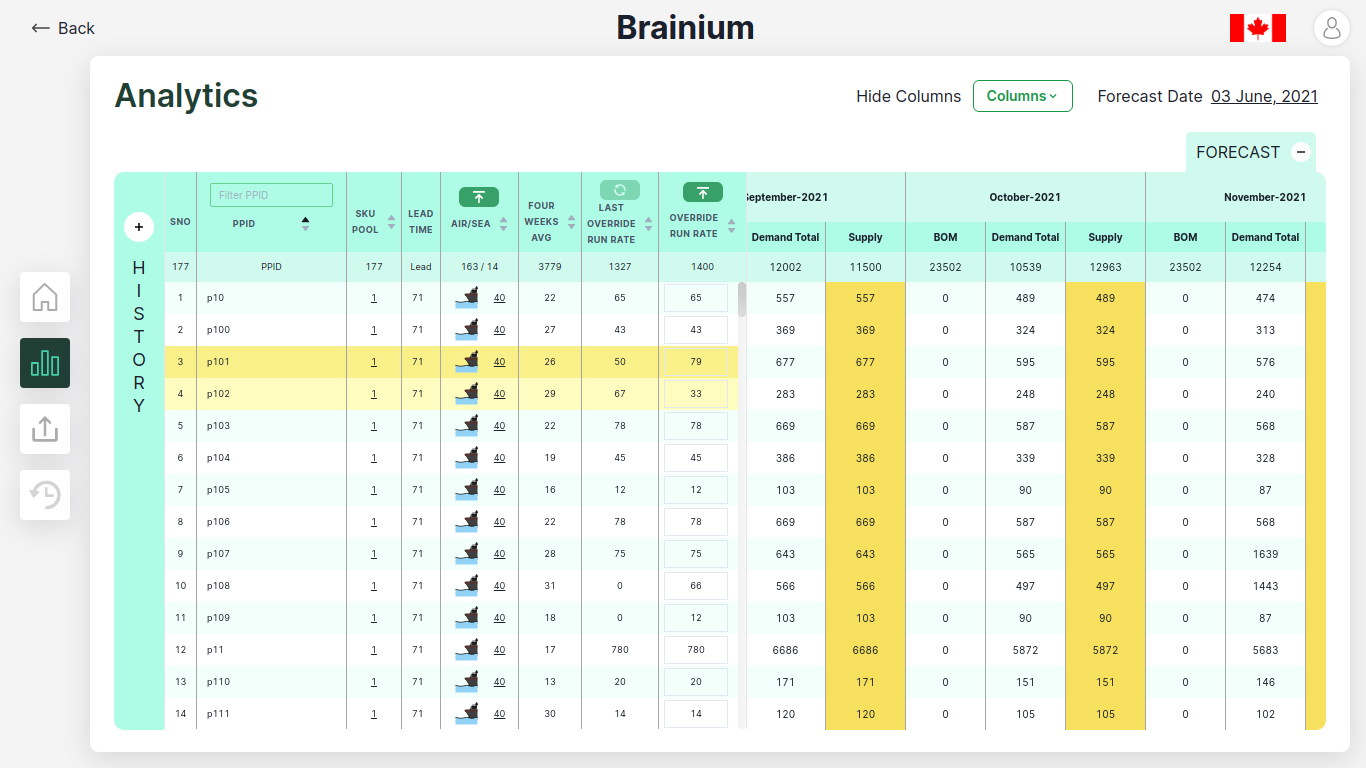 Back
Brainium
Analytics
Hide Columns
Columns
Forecast Date 03 June, 2021
FORECAST
+
HISTORY
SNO
Filter PPID
PPID
SKU POOL
LEAD TIME
AIR/SEA
FOUR WEEKS AVG
LAST OVERRIDE RUN RATE
OVERRIDE RUN RATE
September-2021 October-2021 November-2021
Demand Total Supply BOM Demand Total Supply BOM Demand Total
177 PPID 177 Lead 163 / 14 3779 1327 1400 12002 11500 23502 10539 12963 23502 12254
1 p10 1 71 40 22 65 65 557 557 0 489 489 0 474
2 p100 1 71 40 27 43 43 369 369 0 324 324 0 313
3 p101 1 71 40 26 50 79 677 677 0 595 595 0 576
4 p102 1 71 40 29 67 33 283 283 0 248 248 0 240
5 p103 1 71 40 22 78 78 669 669 0 587 587 0 568
6 p104 1 71 40 19 45 45 386 386 0 339 339 0 328
7 p105 1 71 40 16 12 12 103 103 0 90 90 0 87
8 p106 1 71 40 22 78 78 669 669 0 587 587 0 568
9 p107 1 71 40 28 75 75 643 643 0 565 565 0 1639
10 p108 1 71 40 31 0 66 566 566 0 497 497 0 1443
11 p109 1 71 40 18 0 12 103 103 0 90 90 0 87
12 p11 1 71 40 17 780 780 6686 6686 0 5872 5872 0 5683
13 p110 1 71 40 13 20 20 171 171 0 151 151 0 146
14 p111 1 71 40 30 14 14 120 120 0 105 105 0 102